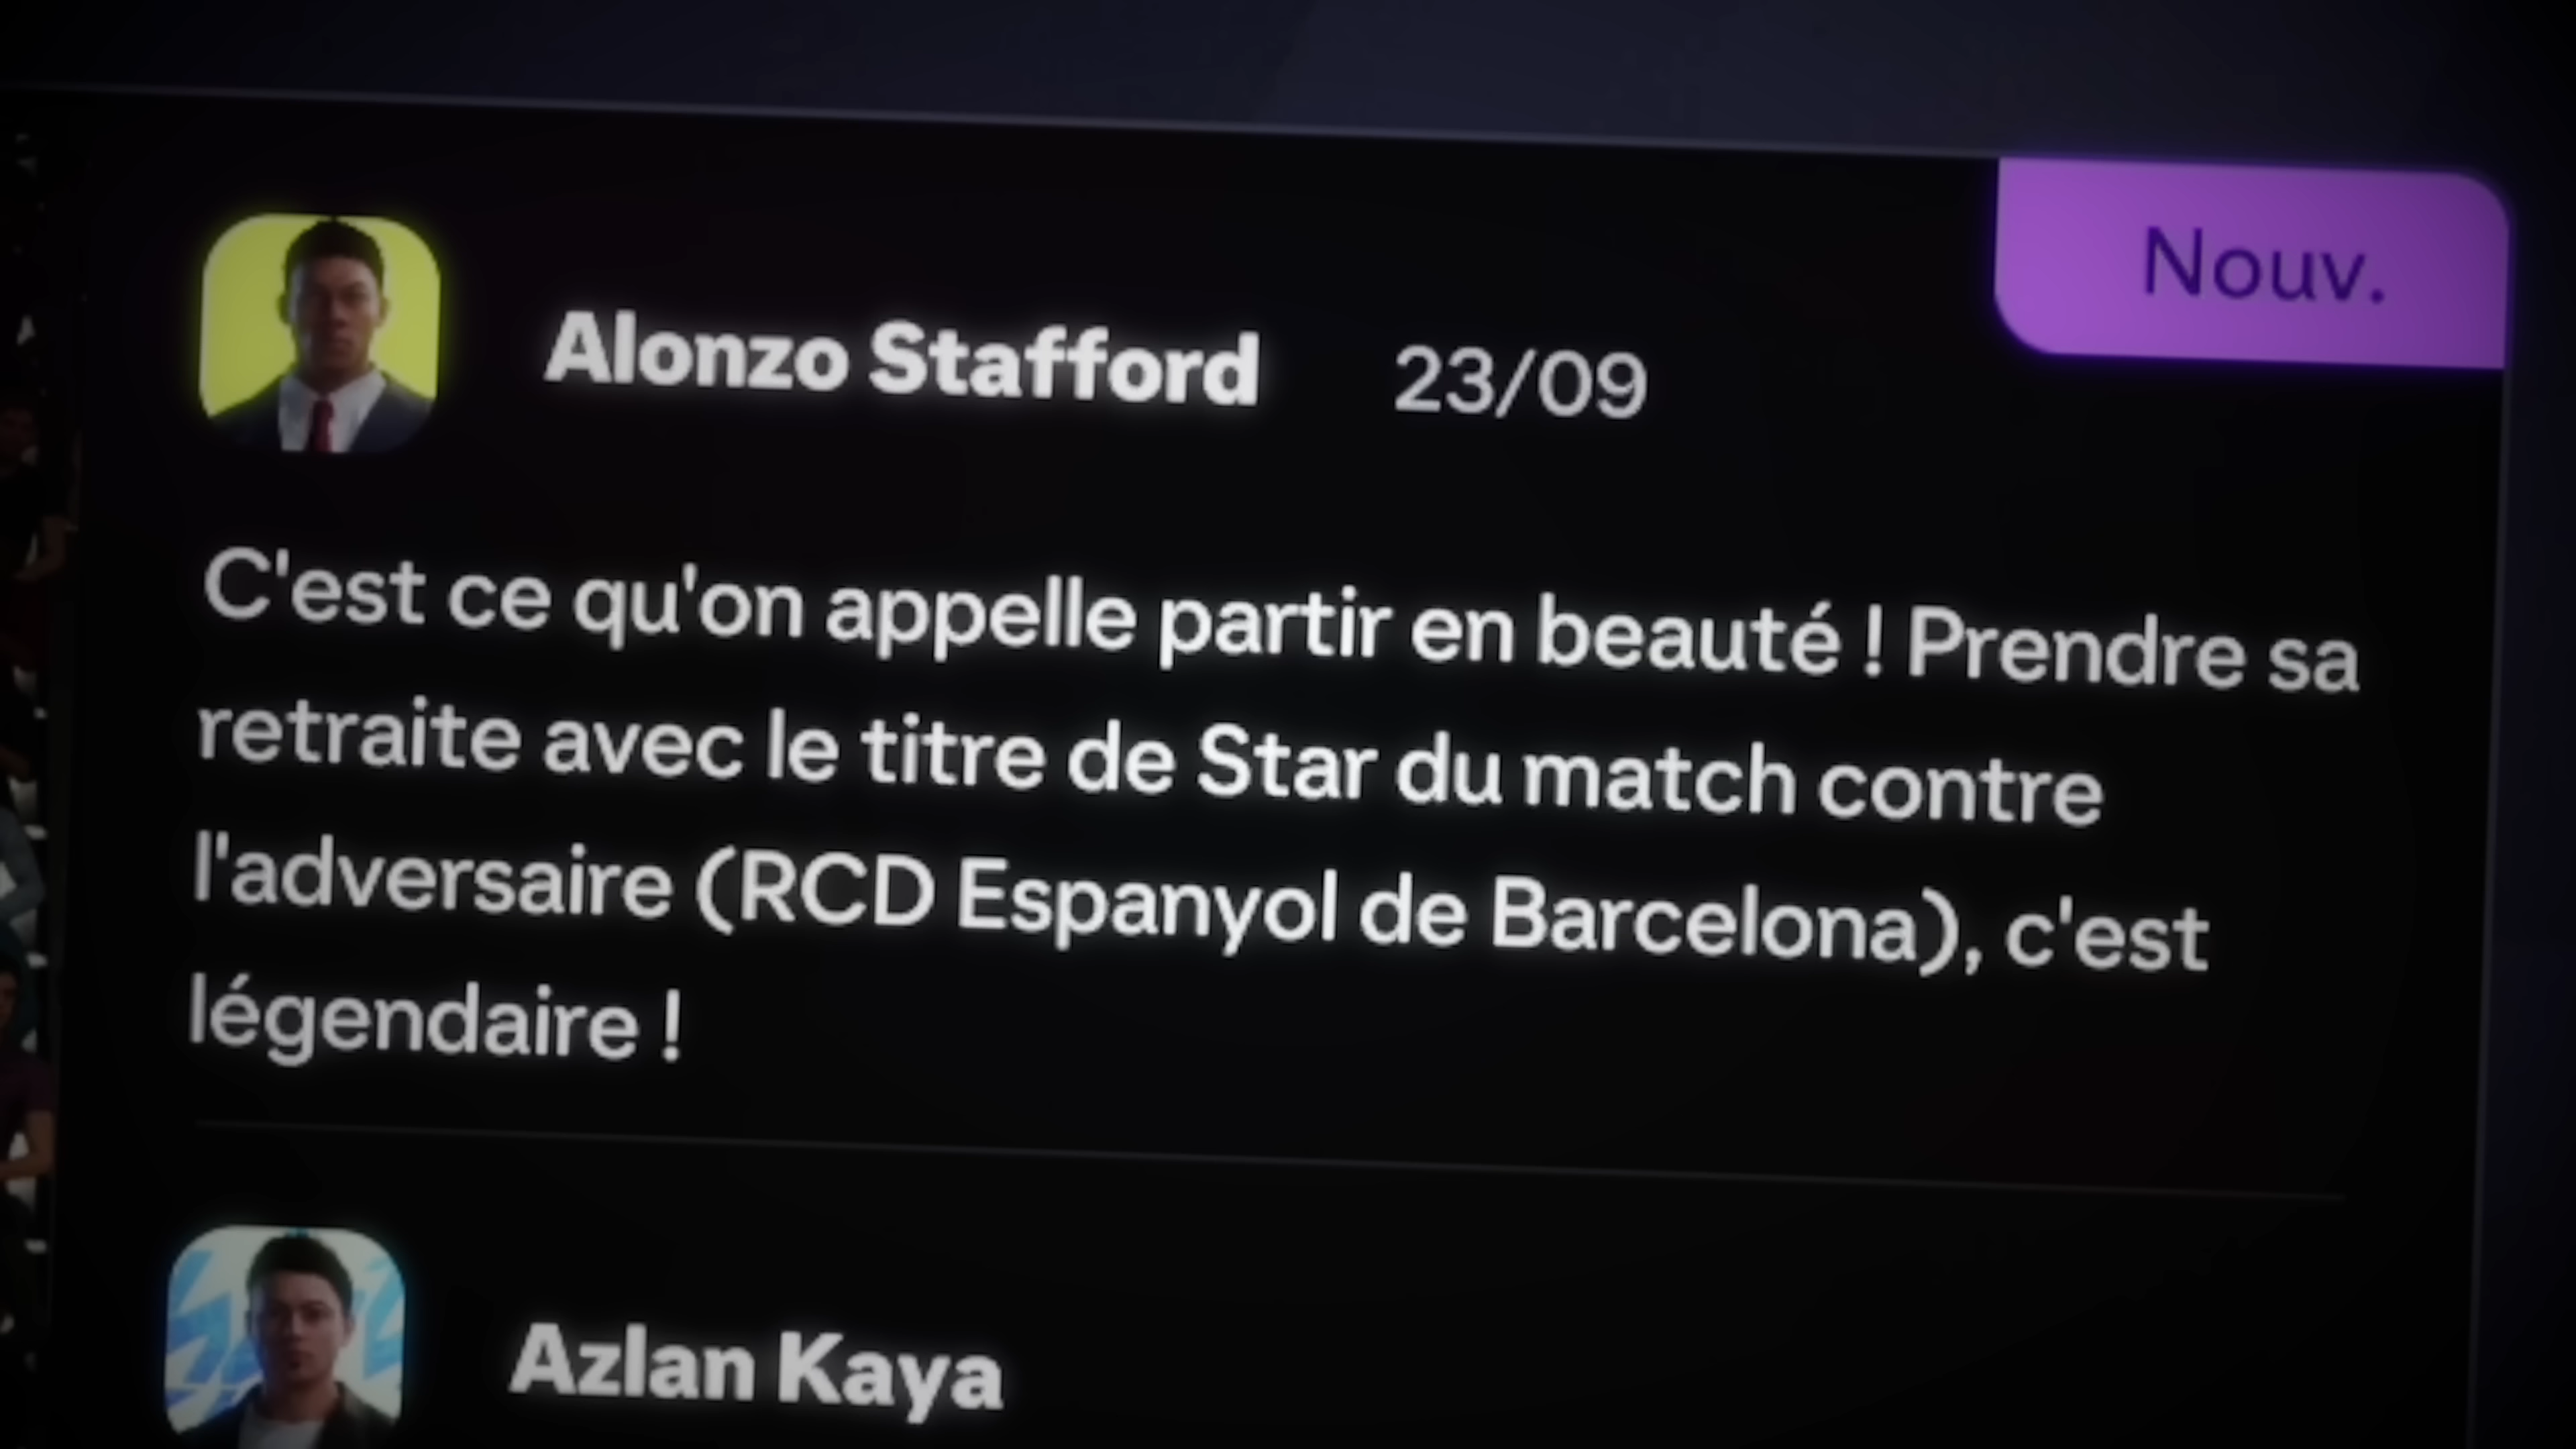 Nouv.
Alonzo Stafford 23/09
C'est ce qu'on appelle partir en beauté ! Prendre sa
retraite avec le titre de Star du match contre
l'adversaire (RCD Espanyol de Barcelona), c'est
légendaire !
Azlan Kaya